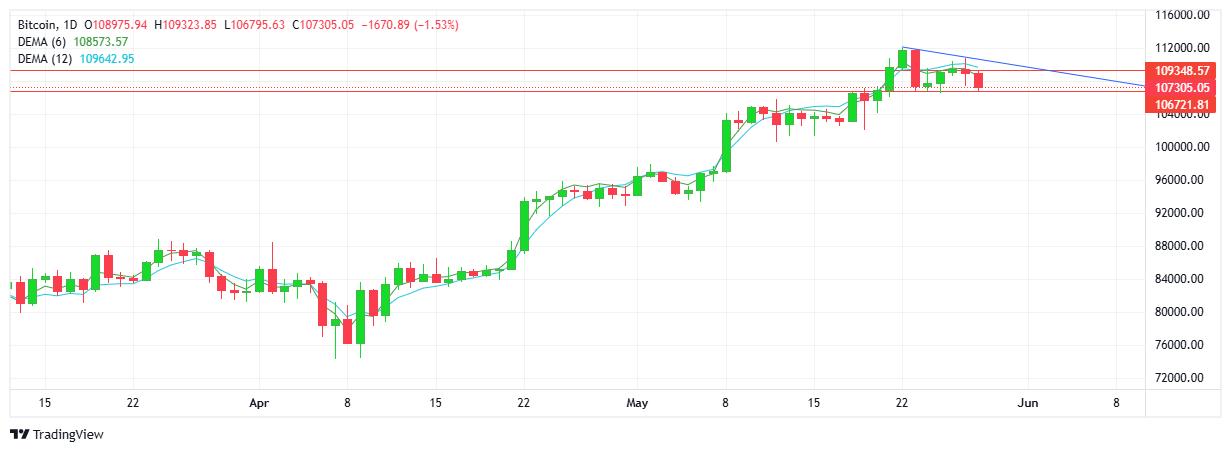 Bitcoin, 1D O108975.94 H109323.85 L106795.63 C107305.05 −1670.89 (−1.53%)
DEMA (6) 108573.57
DEMA (12) 109642.95
116000.00
112000.00
109348.57
107305.05
106721.81
104000.00
100000.00
96000.00
92000.00
88000.00
84000.00
80000.00
76000.00
72000.00
15 22 Apr 8 15 22 May 8 15 22 Jun 8
TradingView